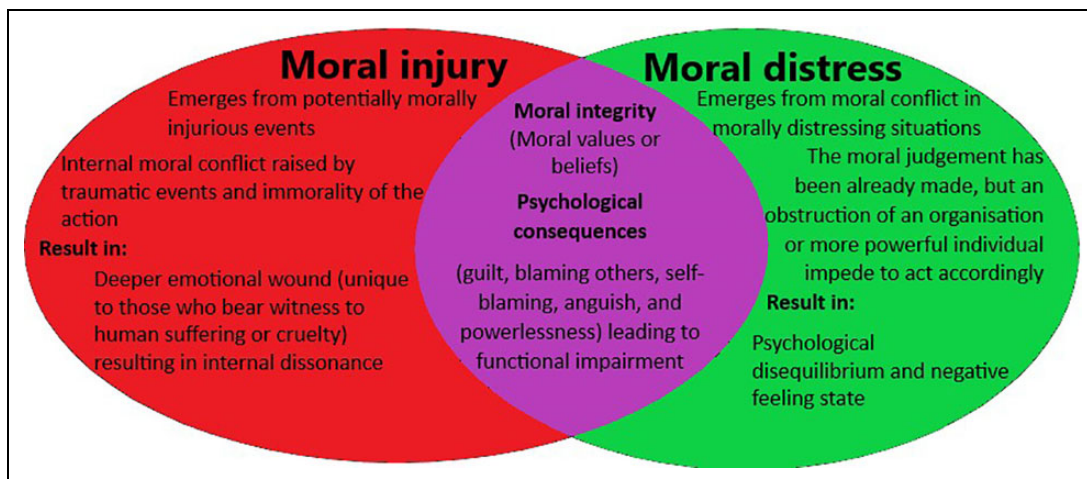 Moral injury
Emerges from potentially morally
injurious events
Internal moral conflict raised by
traumatic events and immorality of the
action
Result in:
Deeper emotional wound (unique
to those who bear witness to
human suffering or cruelty)
resulting in internal dissonance
Moral integrity
(Moral values or
beliefs)
Psychological
consequences
(guilt, blaming others, self-
blaming, anguish, and
powerlessness) leading to
functional impairment
Moral distress
Emerges from moral conflict in
morally distressing situations
The moral judgement has
been already made, but an
obstruction of an organisation
or more powerful individual
impede to act accordingly
Result in:
Psychological
disequilibrium and negative
feeling state